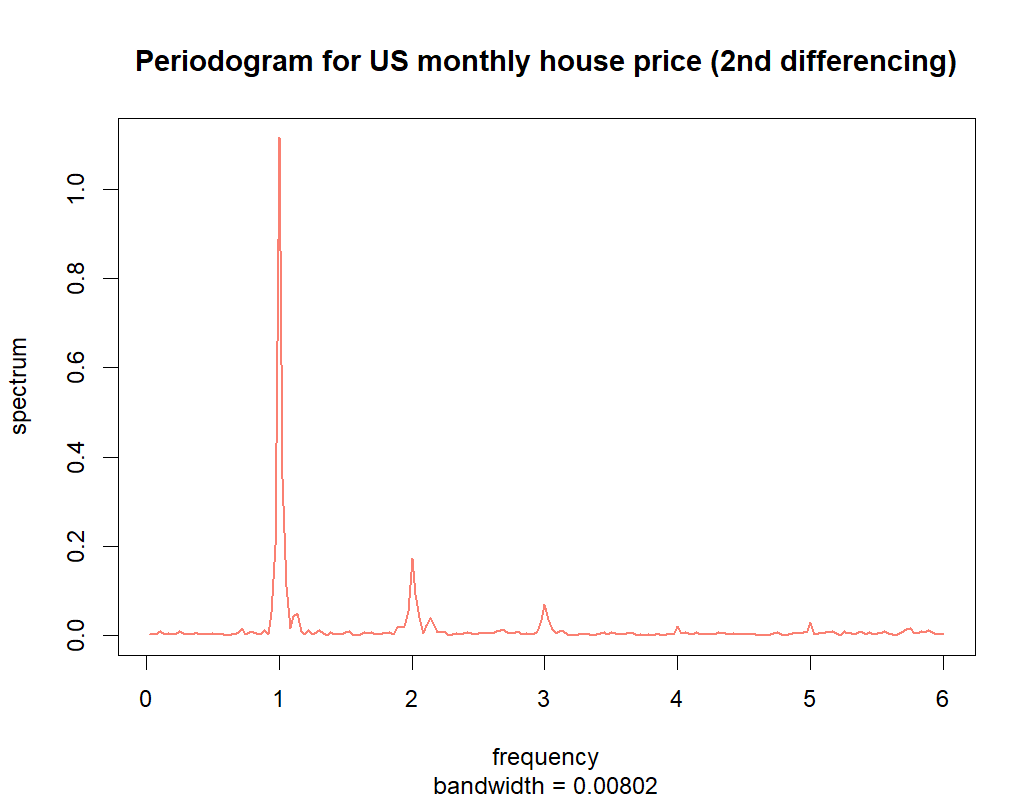 Periodogram for US monthly house price (2nd differencing)
spectrum
1.0
0.8
0.6
0.4
0.2
0.0
0 1 2 3 4 5 6
frequency
bandwidth = 0.00802